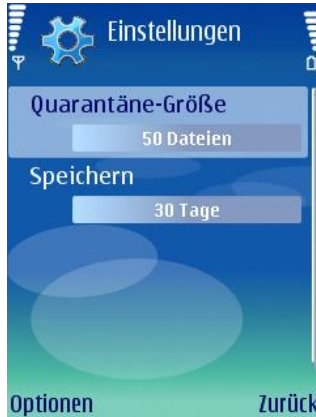 Einstellungen
Quarantäne-Größe
50 Dateien
Speichern
30 Tage
Optionen
Zurück